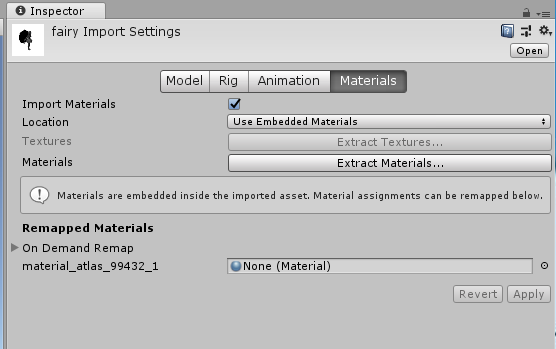 Inspector
fairy Import Settings
Open
Model Rig Animation Materials
Import Materials
Location Use Embedded Materials
Textures Extract Textures...
Materials Extract Materials...
Materials are embedded inside the imported asset. Material assignments can be remapped below.
Remapped Materials
On Demand Remap
material_atlas_99432_1 None (Material)
Revert Apply